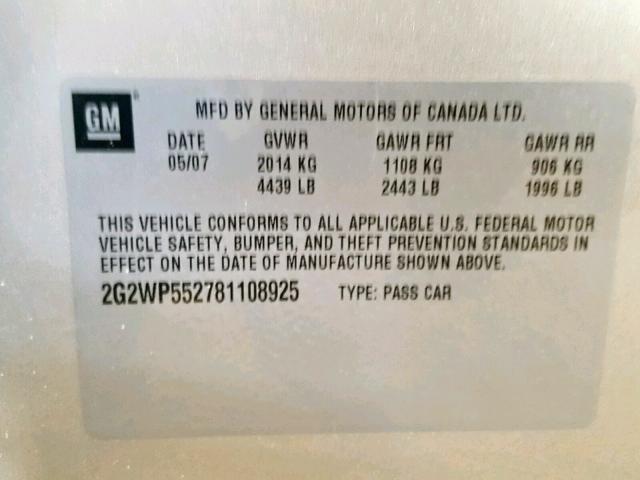 GM®
MFD BY GENERAL MOTORS OF CANADA LTD.
DATE GVWR GAWR FRT GAWR RR
05/07 2014 KG 1108 KG 906 KG
4439 LB 2443 LB 1996 LB
THIS VEHICLE CONFORMS TO ALL APPLICABLE U.S. FEDERAL MOTOR
VEHICLE SAFETY, BUMPER, AND THEFT PREVENTION STANDARDS IN
EFFECT ON THE DATE OF MANUFACTURE SHOWN ABOVE.
2G2WP552781108925 TYPE: PASS CAR